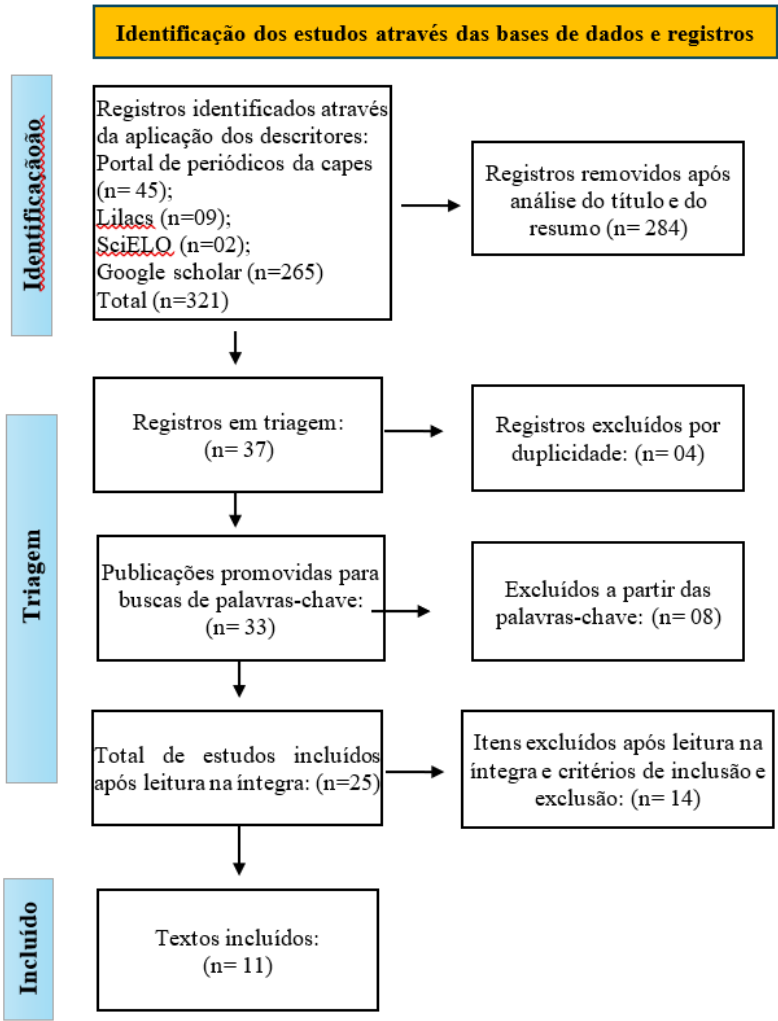 Identificação dos estudos através das bases de dados e registros
Identificaçãoão
Registros identificados através
da aplicação dos descritores:
Portal de periódicos da capes
(n= 45);
Lilacs (n=09);
SciELO (n=02);
Google scholar (n=265)
Total (n=321)
Registros removidos após
análise do título e do
resumo (n= 284)
Triagem
Registros em triagem:
(n= 37)
Registros excluídos por
duplicidade: (n= 04)
Publicações promovidas para
buscas de palavras-chave:
(n= 33)
Excluídos a partir das
palavras-chave: (n= 08)
Total de estudos incluídos
após leitura na íntegra: (n=25)
Itens excluídos após leitura na
íntegra e critérios de inclusão e
exclusão: (n= 14)
Incluído
Textos incluídos:
(n= 11)